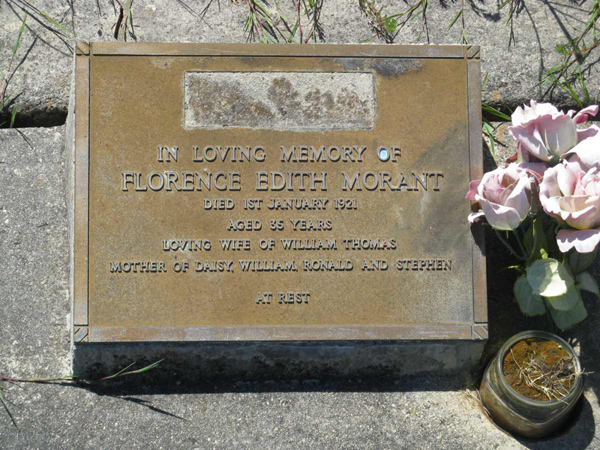 IN LOVING MEMORY OF
FLORENCE EDITH MORANT
DIED 1ST JANUARY 1921
AGED 35 YEARS
LOVING WIFE OF WILLIAM THOMAS
MOTHER OF DAISY, WILLIAM, RONALD AND STEPHEN
AT REST